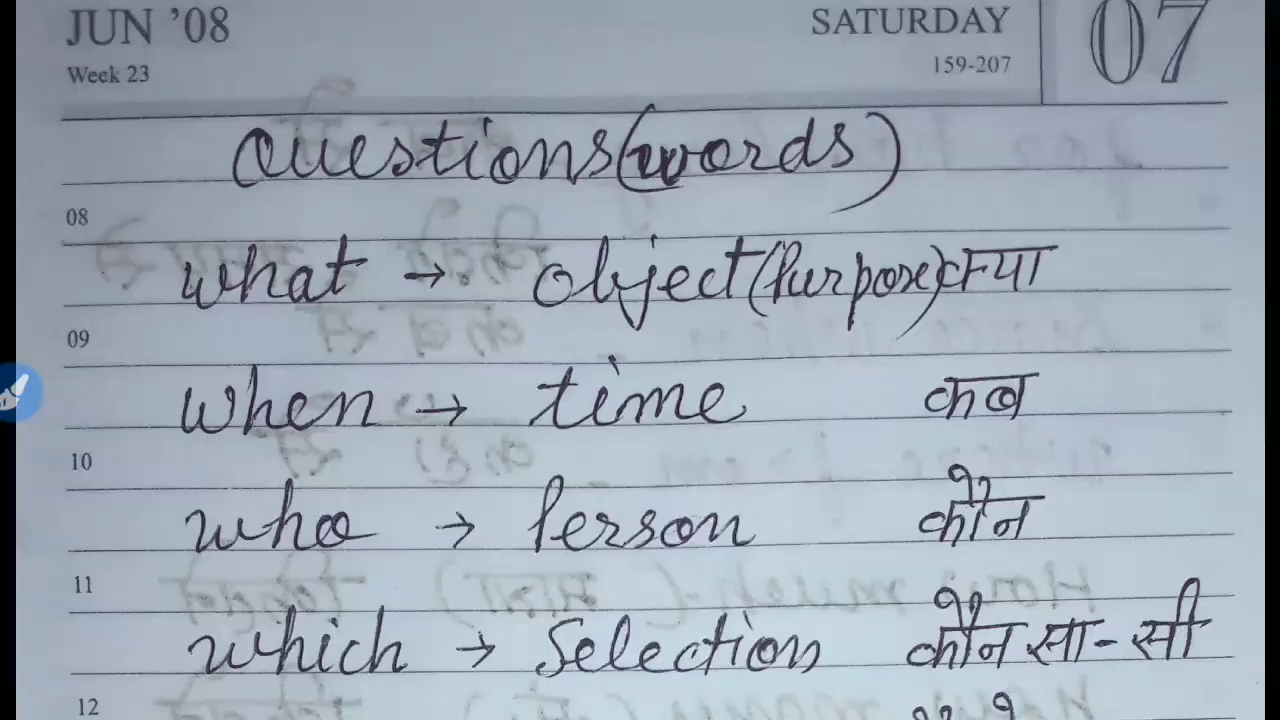 JUN '08 SATURDAY 07
Week 23 159-207
Questions(words)
08
what → object(Purpose) क्या
09
when → time कब
10
who → Person कौन
11
which → Selection कौन सा-सी
12